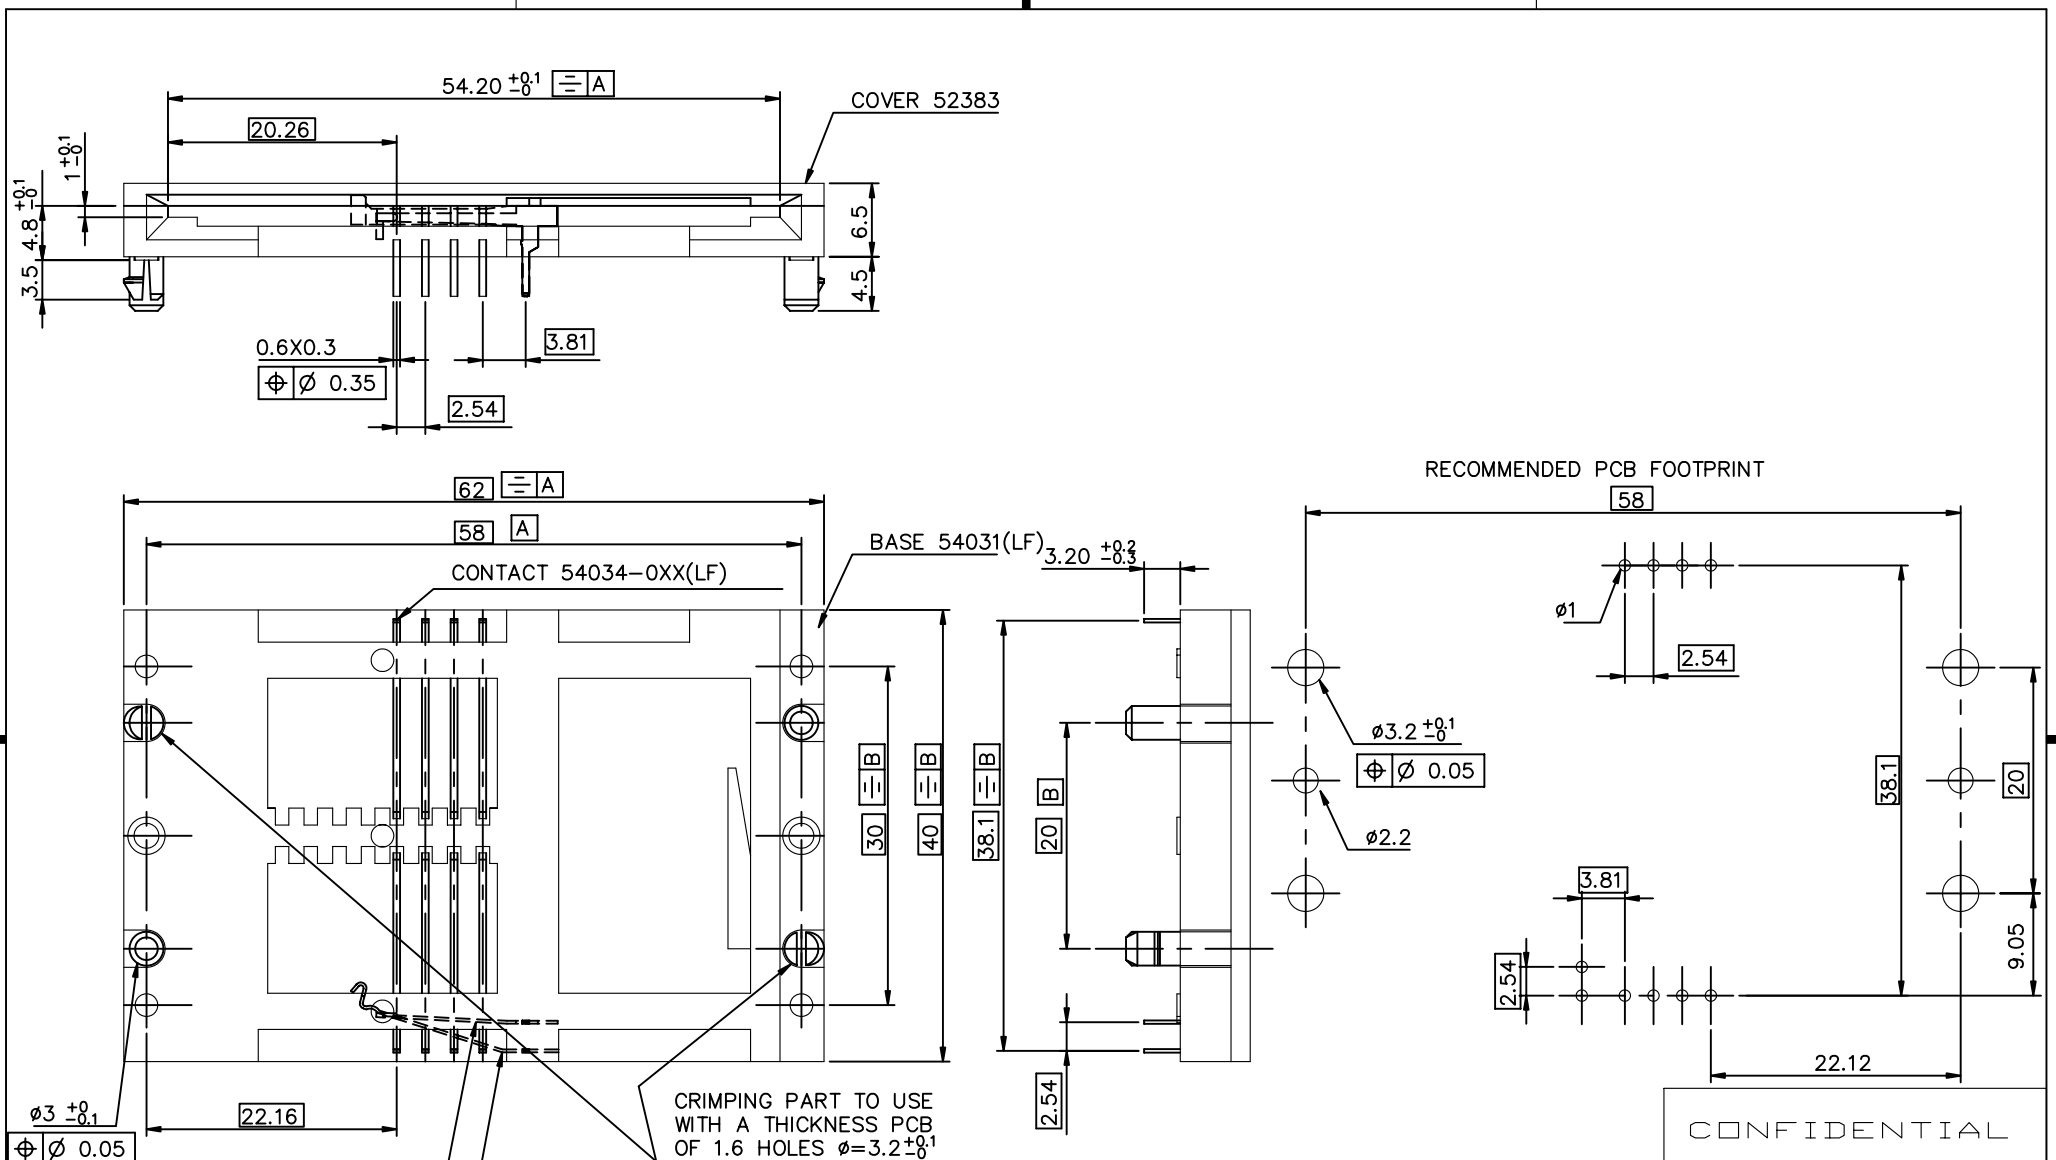 54.20 +0.1 -0 A
COVER 52383
20.26
1 +0.1 -0
4.8 +0.1 -0
3.5
6.5
4.5
0.6X0.3
⌖ Ø 0.35
3.81
2.54
RECOMMENDED PCB FOOTPRINT
62 A
58 A
58
CONTACT 54034-0XX(LF)
BASE 54031(LF)
3.20 +0.2 -0.3
ø1
2.54
ø3.2 +0.1 -0
⌖ Ø 0.05
ø2.2
30 B
40 B
38.1 B
20 B
38.1
20
3.81
2.54
9.05
22.12
2.54
ø3 +0 -0.1
⌖ Ø 0.05
22.16
CRIMPING PART TO USE
WITH A THICKNESS PCB
OF 1.6 HOLES ø=3.2 +0.1 -0
CONFIDENTIAL